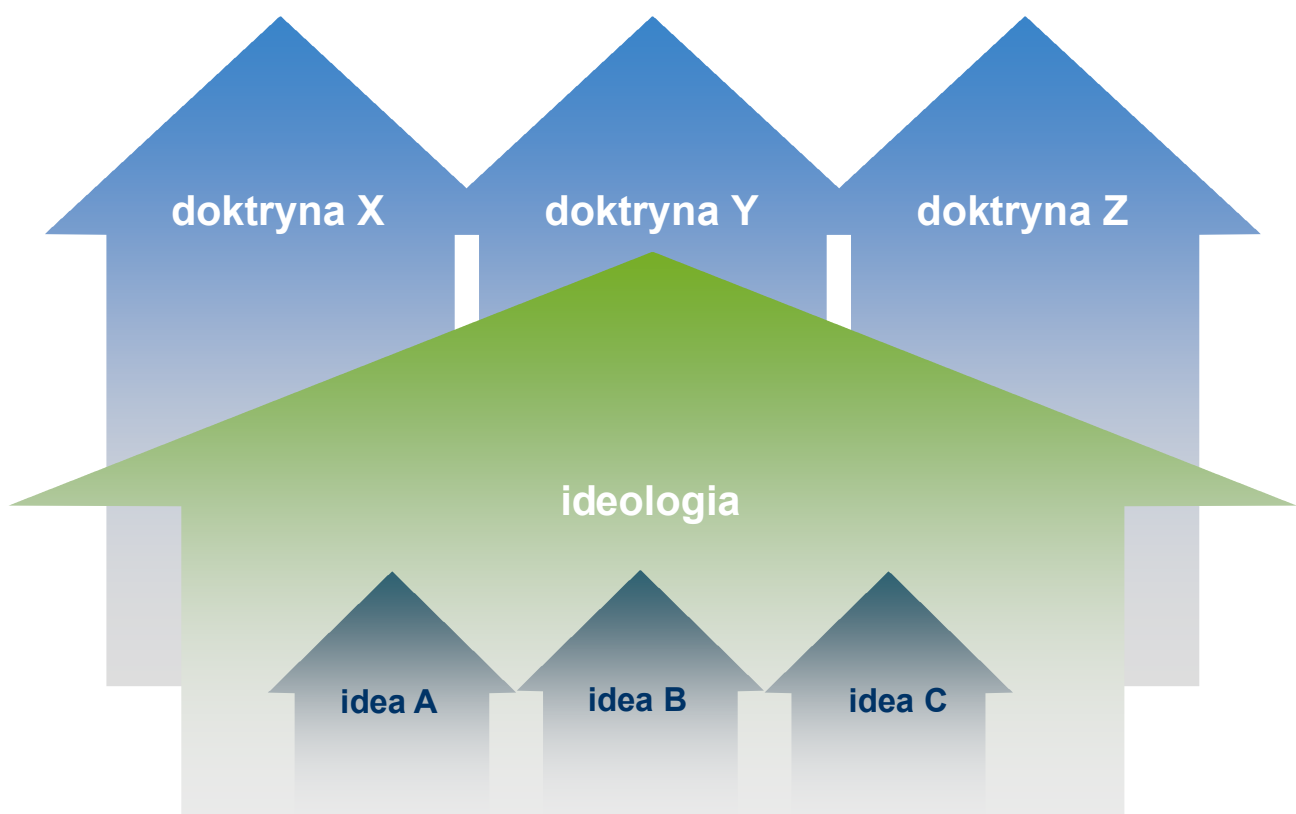 doktryna X
doktryna Y
doktryna Z
ideologia
idea A
idea B
idea C